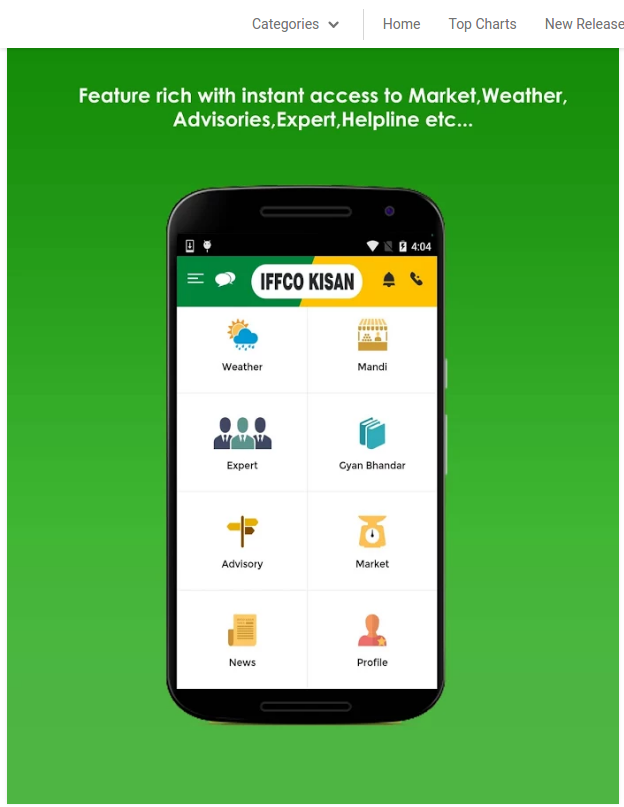 Categories Home Top Charts New Release
Feature rich with instant access to Market,Weather,
Advisories,Expert,Helpline etc...
4:04
IFFCO KISAN
Weather Mandi
Expert Gyan Bhandar
Advisory Market
News Profile